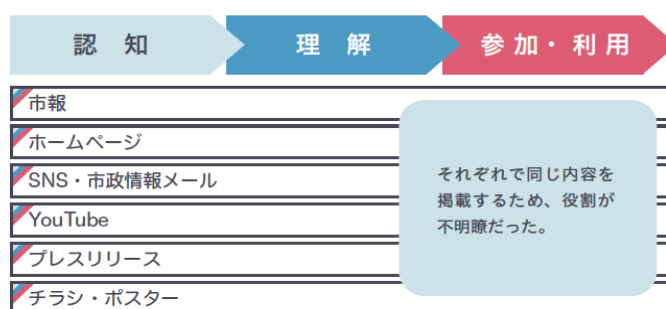 認知
理解
参加・利用
市報
ホームページ
SNS・市政情報メール
YouTube
プレスリリース
チラシ・ポスター
それぞれで同じ内容を
掲載するため、役割が
不明瞭だった。